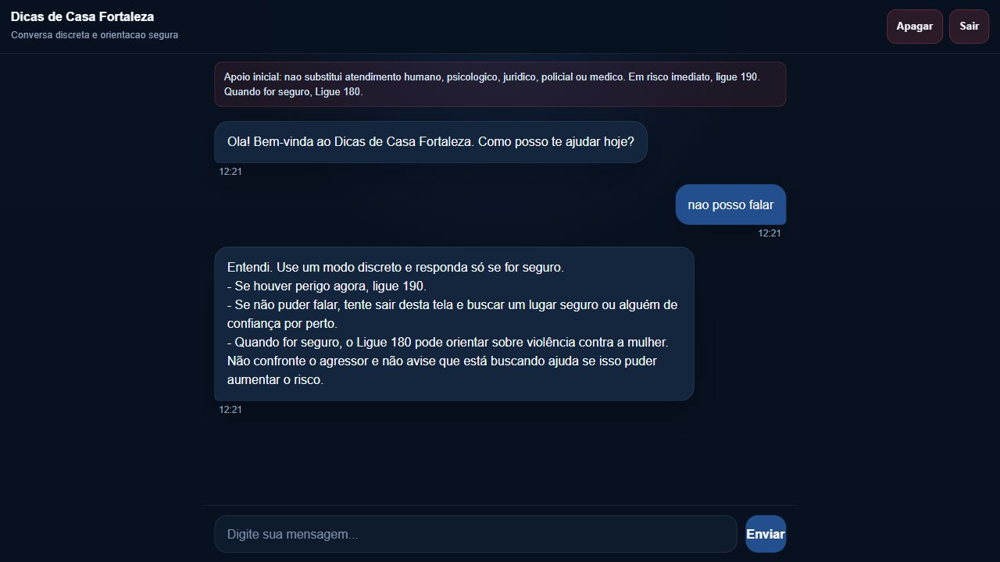 Dicas de Casa Fortaleza
Conversa discreta e orientacao segura
Apagar
Sair
Apoio inicial: nao substitui atendimento humano, psicologico, juridico, policial ou medico. Em risco imediato, ligue 190.
Quando for seguro, Ligue 180.
Ola! Bem-vinda ao Dicas de Casa Fortaleza. Como posso te ajudar hoje?
12:21
nao posso falar
12:21
Entendi. Use um modo discreto e responda só se for seguro.
- Se houver perigo agora, ligue 190.
- Se não puder falar, tente sair desta tela e buscar um lugar seguro ou alguém de
confiança por perto.
- Quando for seguro, o Ligue 180 pode orientar sobre violência contra a mulher.
Não confronte o agressor e não avise que está buscando ajuda se isso puder
aumentar o risco.
12:21
Digite sua mensagem...
Enviar